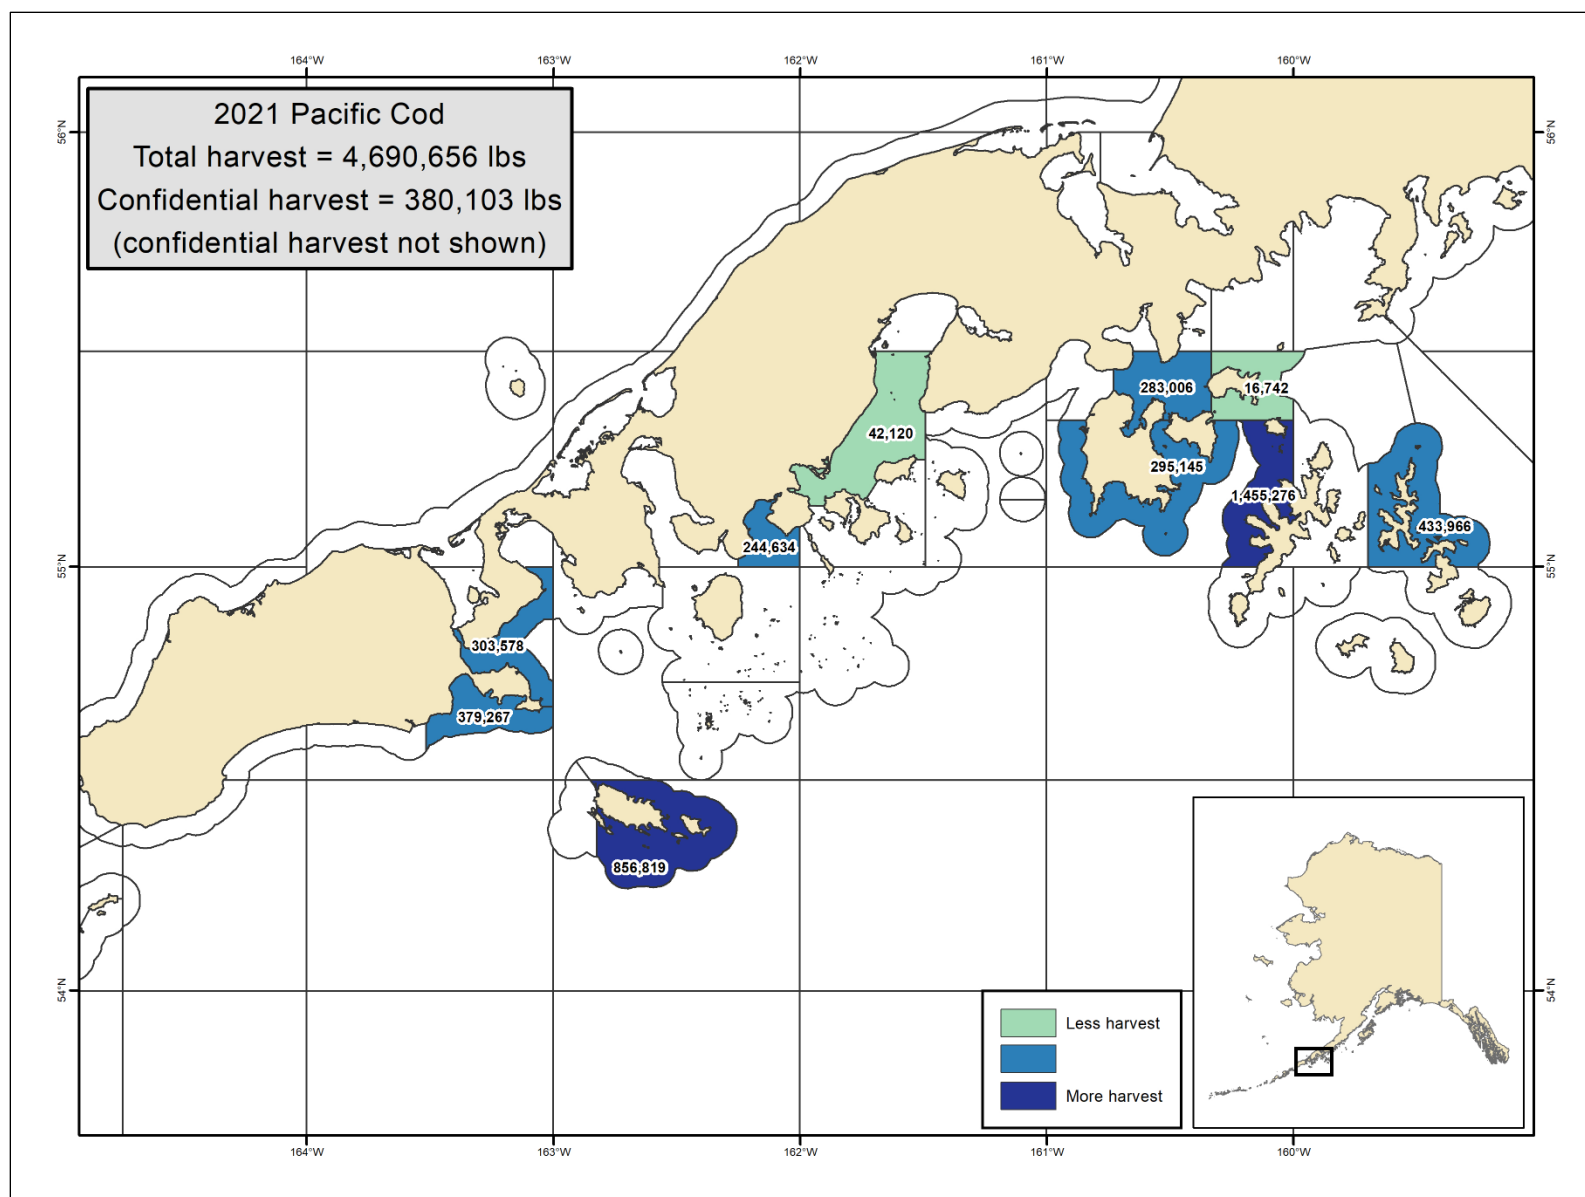 164°W 163°W 162°W 161°W 160°W
2021 Pacific Cod
Total harvest = 4,690,656 lbs
Confidential harvest = 380,103 lbs
(confidential harvest not shown)
56°N 56°N
283,006 16,742
42,120
295,145
1,455,276
433,966
244,634
55°N 55°N
303,578
379,267
856,819
54°N 54°N
Less harvest
More harvest
164°W 163°W 162°W 161°W 160°W